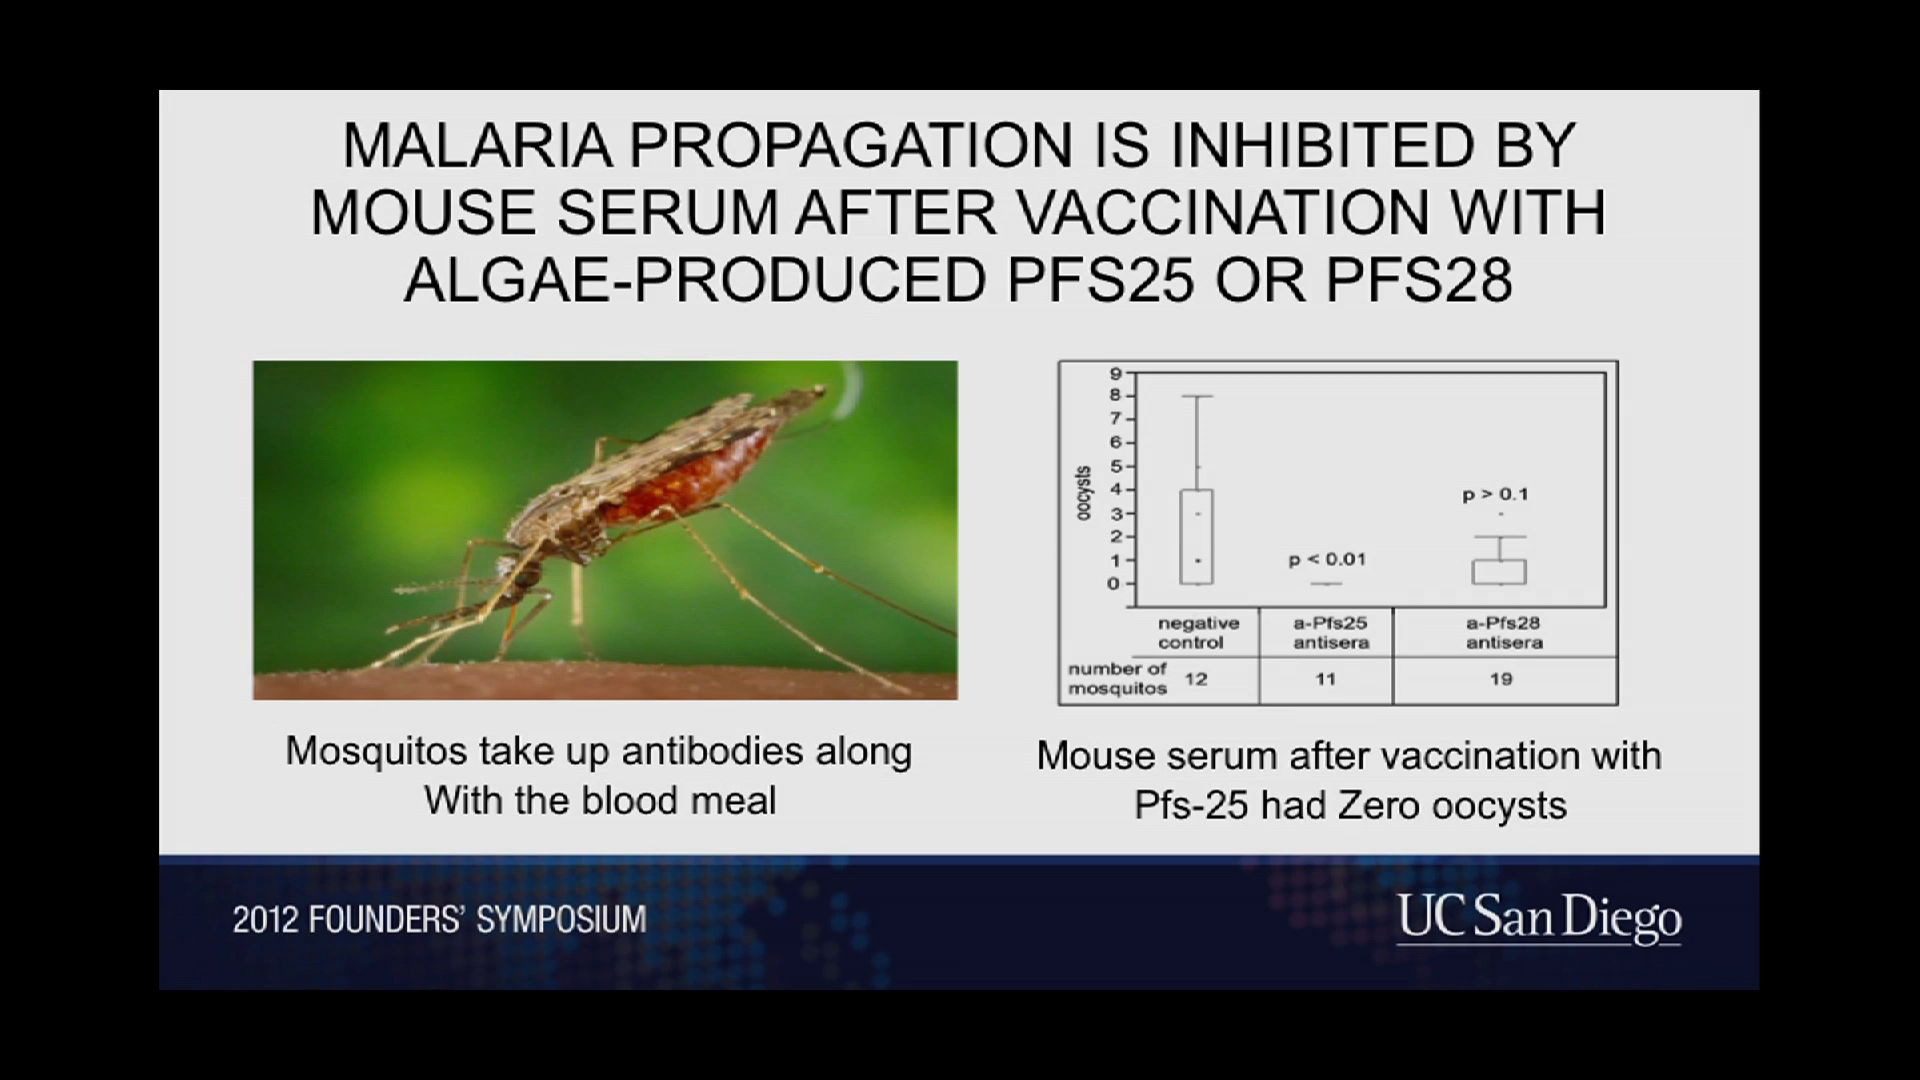 MALARIA PROPAGATION IS INHIBITED BY
MOUSE SERUM AFTER VACCINATION WITH
ALGAE-PRODUCED PFS25 OR PFS28
9
8
7
6
5
4
3
2
1
0
oocysts
p < 0.01
p > 0.1
negative
control
a-Pfs25
antisera
a-Pfs28
antisera
number of
mosquitos
12
11
19
Mosquitos take up antibodies along
With the blood meal
Mouse serum after vaccination with
Pfs-25 had Zero oocysts
2012 FOUNDERS’ SYMPOSIUM
UC San Diego